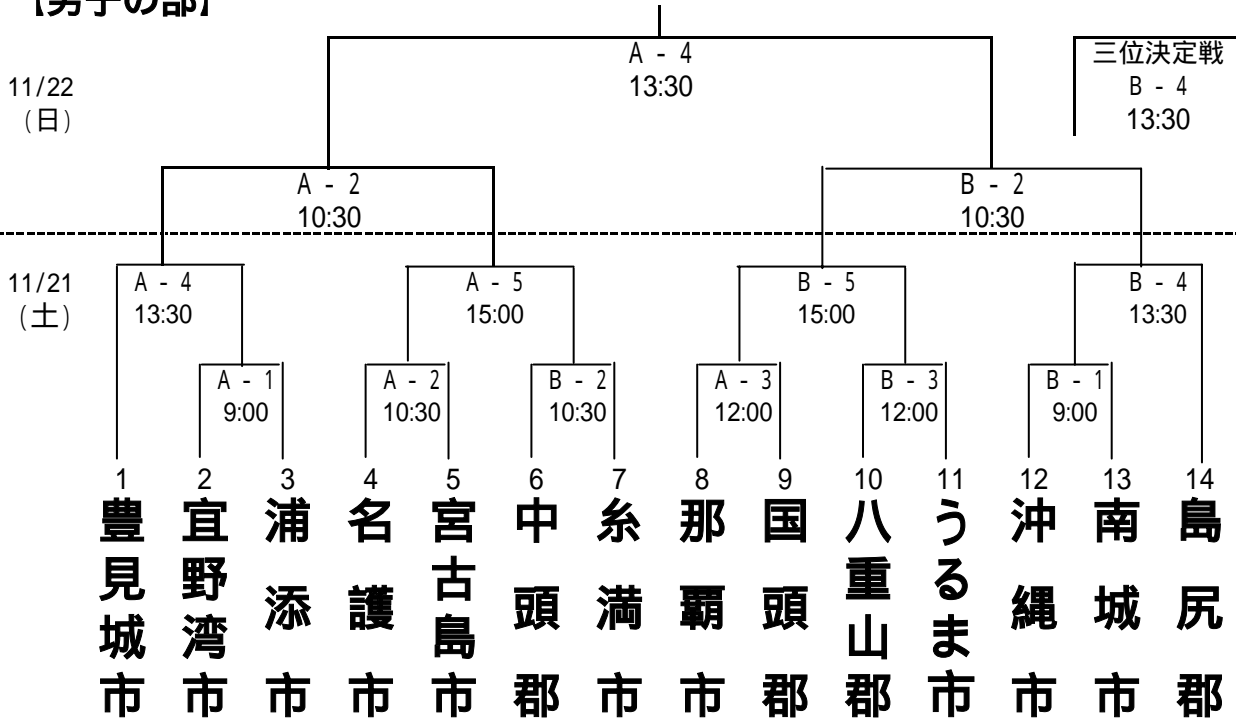 【男子の部】
A - 4
13:30
三位決定戦
B - 4
13:30
11/22
(日)
A - 2
10:30
B - 2
10:30
11/21
(土)
A - 4
13:30
A - 5
15:00
B - 5
15:00
B - 4
13:30
A - 1
9:00
A - 2
10:30
B - 2
10:30
A - 3
12:00
B - 3
12:00
B - 1
9:00
1 2 3 4 5 6 7 8 9 10 11 12 13 14
豊見城市
宜野湾市
浦添市
名護市
宮古島市
中頭郡
糸満市
那覇市
国頭郡
八重山郡
うるま市
沖縄市
南城市
島尻郡